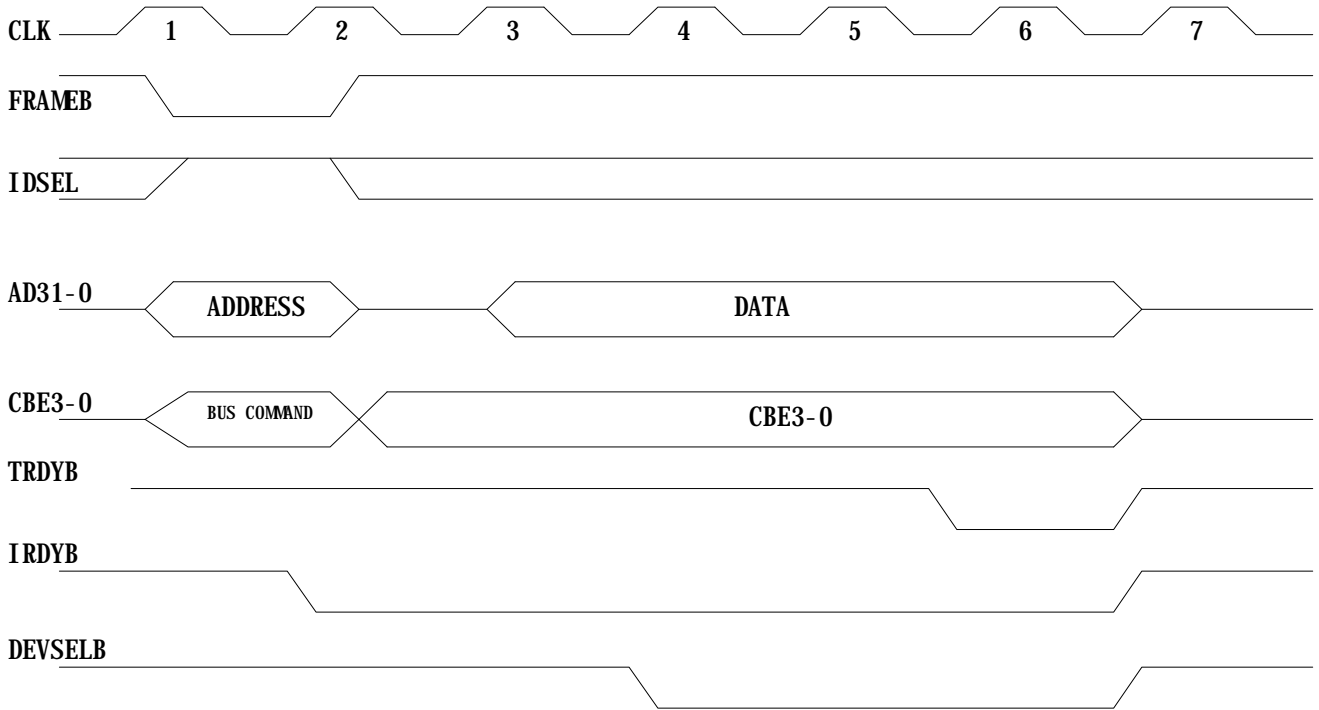 CLK 1 2 3 4 5 6 7
FRAMEB
IDSEL
AD31-0 ADDRESS DATA
CBE3-0 BUS COMMAND CBE3-0
TRDYB
IRDYB
DEVSELB